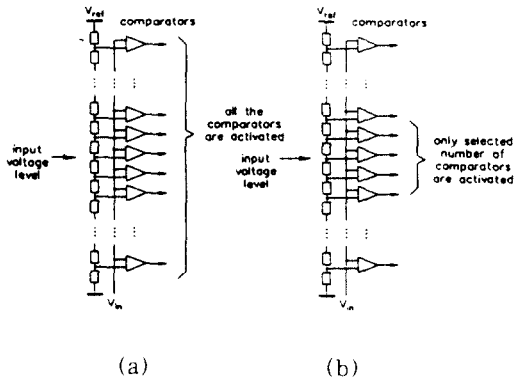 Vref
comparators
all the
comparators
are activated
input
voltage
level
Vin
(a)
Vref
comparators
only selected
number of
comparators
are activated
input
voltage
level
Vin
(b)